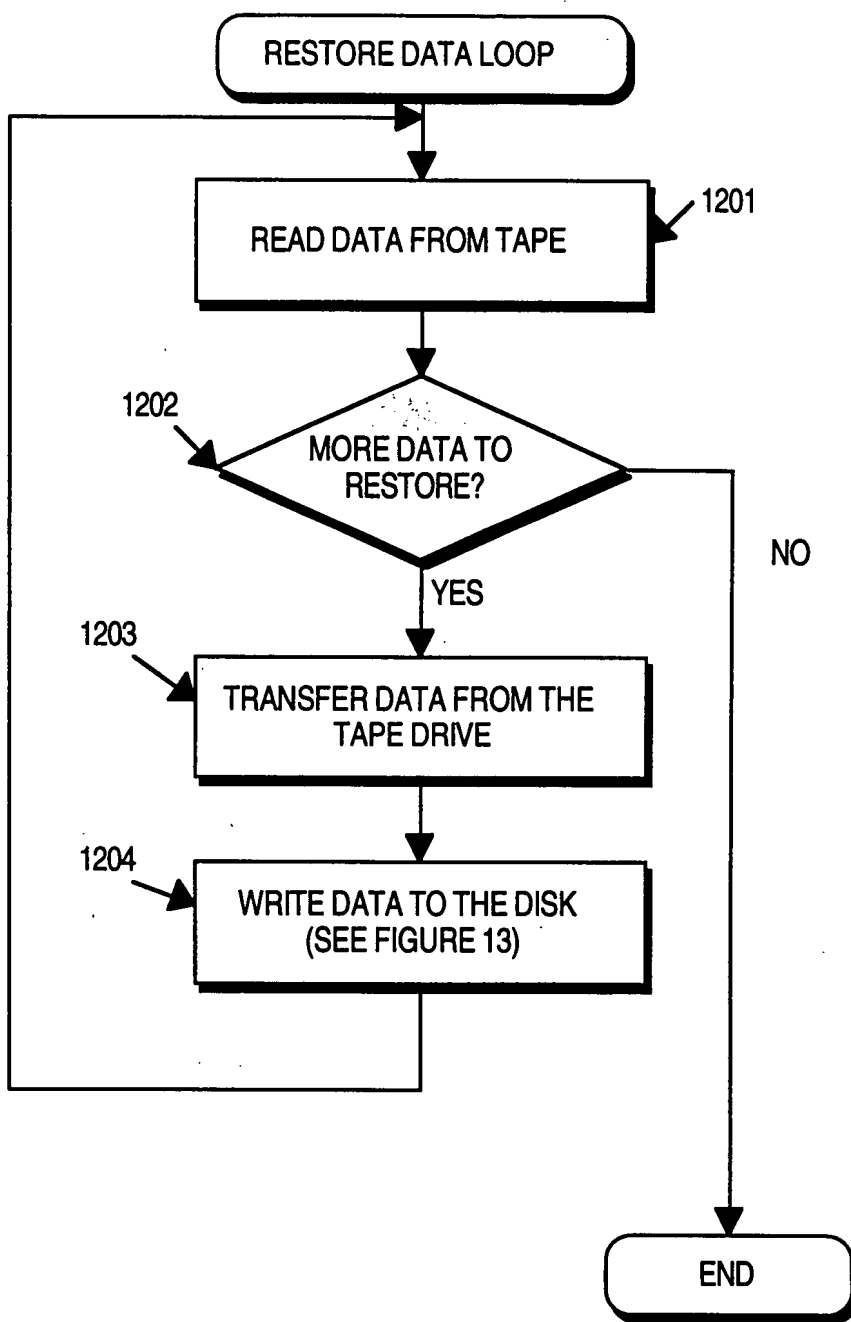 RESTORE DATA LOOP
READ DATA FROM TAPE
1201
1202
MORE DATA TO
RESTORE?
NO
YES
1203
TRANSFER DATA FROM THE
TAPE DRIVE
1204
WRITE DATA TO THE DISK
(SEE FIGURE 13)
END